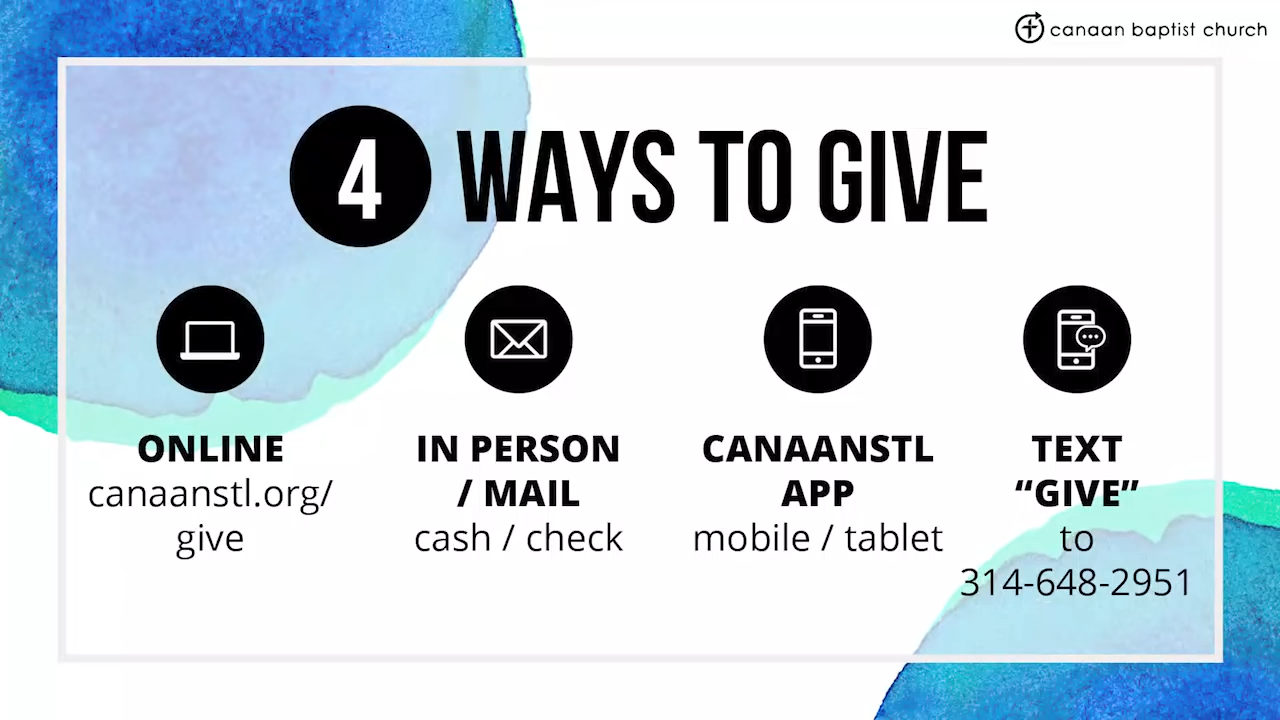 canaan baptist church
4 WAYS TO GIVE
ONLINE
canaanstl.org/
give
IN PERSON
/ MAIL
cash / check
CANAANSTL
APP
mobile / tablet
TEXT
“GIVE”
to
314-648-2951